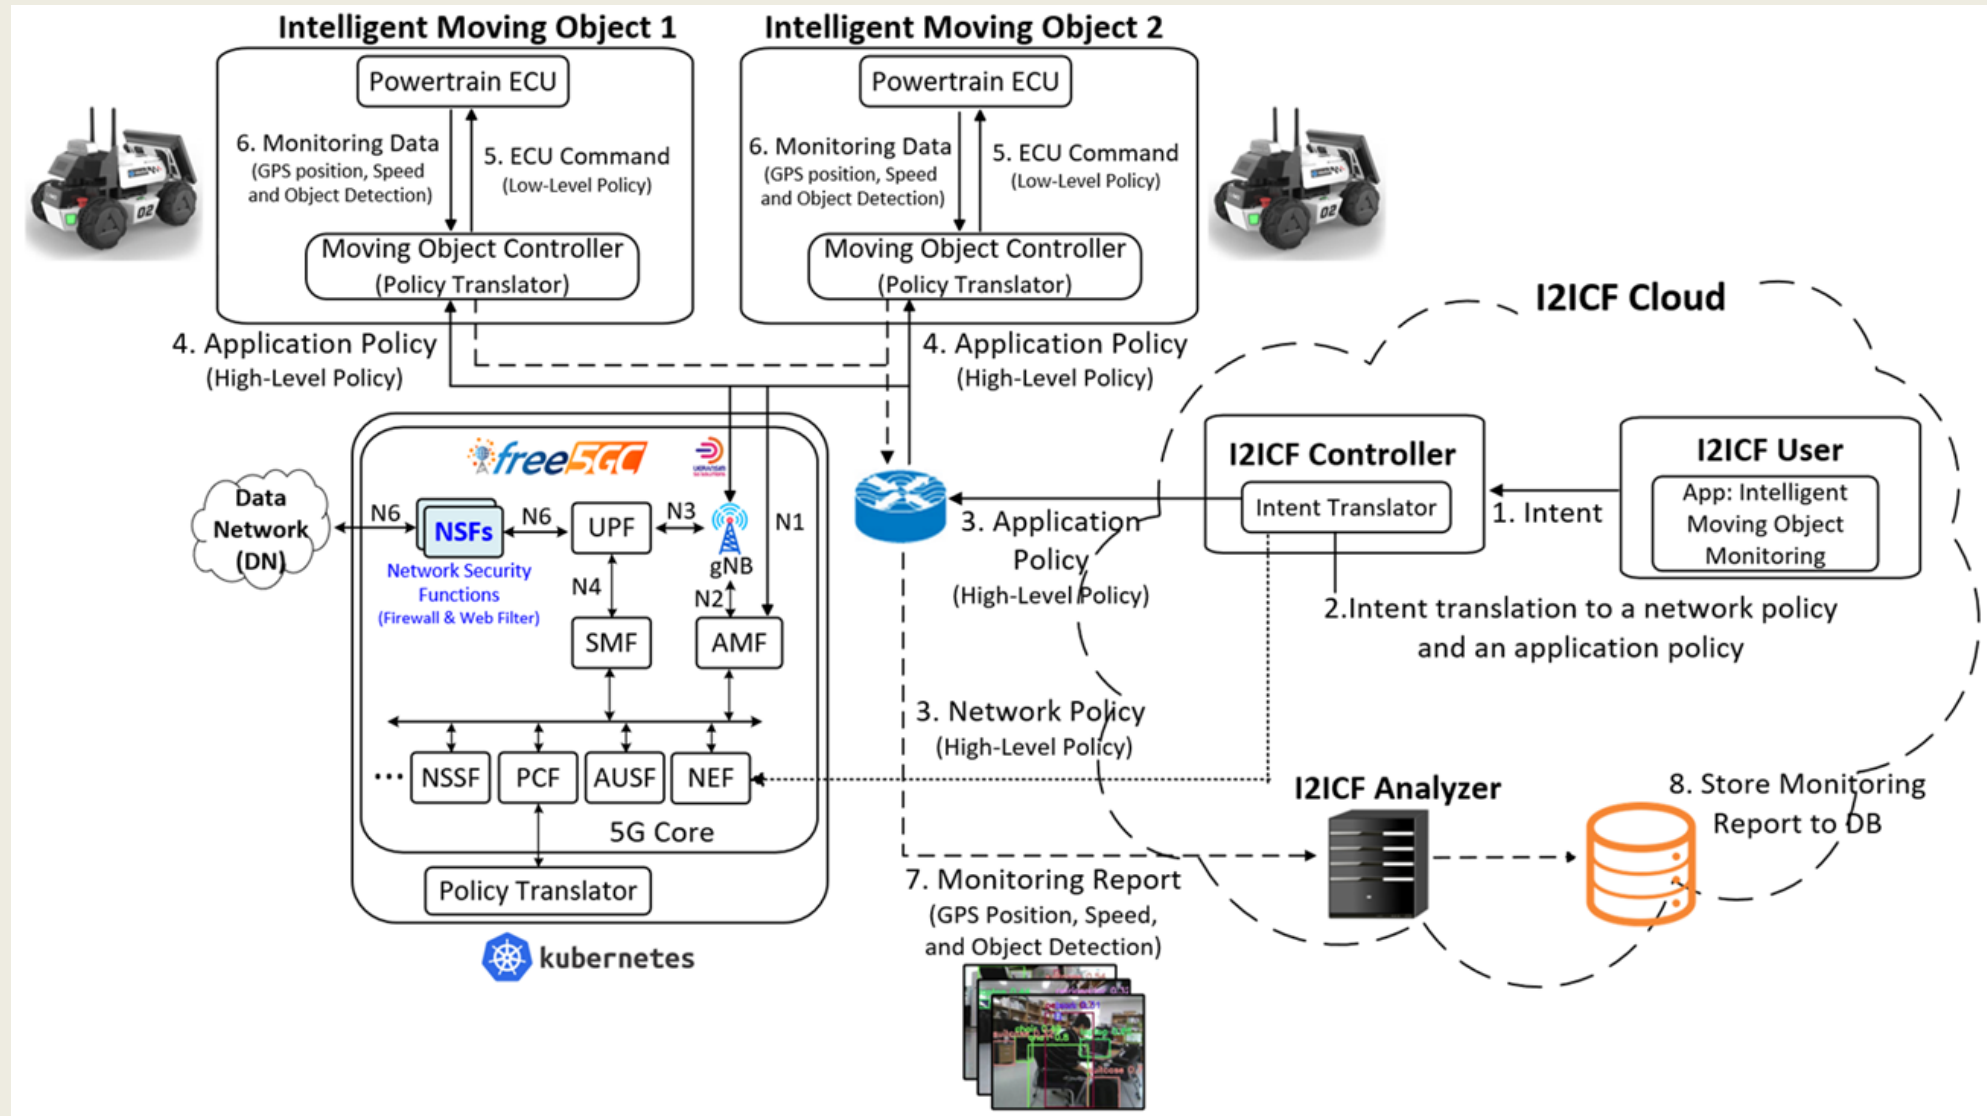 Intelligent Moving Object 1
Intelligent Moving Object 2
Powertrain ECU
6. Monitoring Data
(GPS position, Speed
and Object Detection)
5. ECU Command
(Low-Level Policy)
Moving Object Controller
(Policy Translator)
Powertrain ECU
6. Monitoring Data
(GPS position, Speed
and Object Detection)
5. ECU Command
(Low-Level Policy)
Moving Object Controller
(Policy Translator)
02
02
4. Application Policy
(High-Level Policy)
4. Application Policy
(High-Level Policy)
I2ICF Cloud
I2ICF Controller
Intent Translator
1. Intent
I2ICF User
App: Intelligent
Moving Object
Monitoring
2.Intent translation to a network policy
and an application policy
3. Application
Policy
(High-Level Policy)
3. Network Policy
(High-Level Policy)
free5GC
Data
Network
(DN)
N6
NSFs
N6
UPF
N3
gNB
N1
Network Security
Functions
(Firewall & Web Filter)
N4
N2
SMF
AMF
... NSSF
PCF
AUSF
NEF
5G Core
Policy Translator
kubernetes
I2ICF Analyzer
8. Store Monitoring
Report to DB
7. Monitoring Report
(GPS Position, Speed,
and Object Detection)